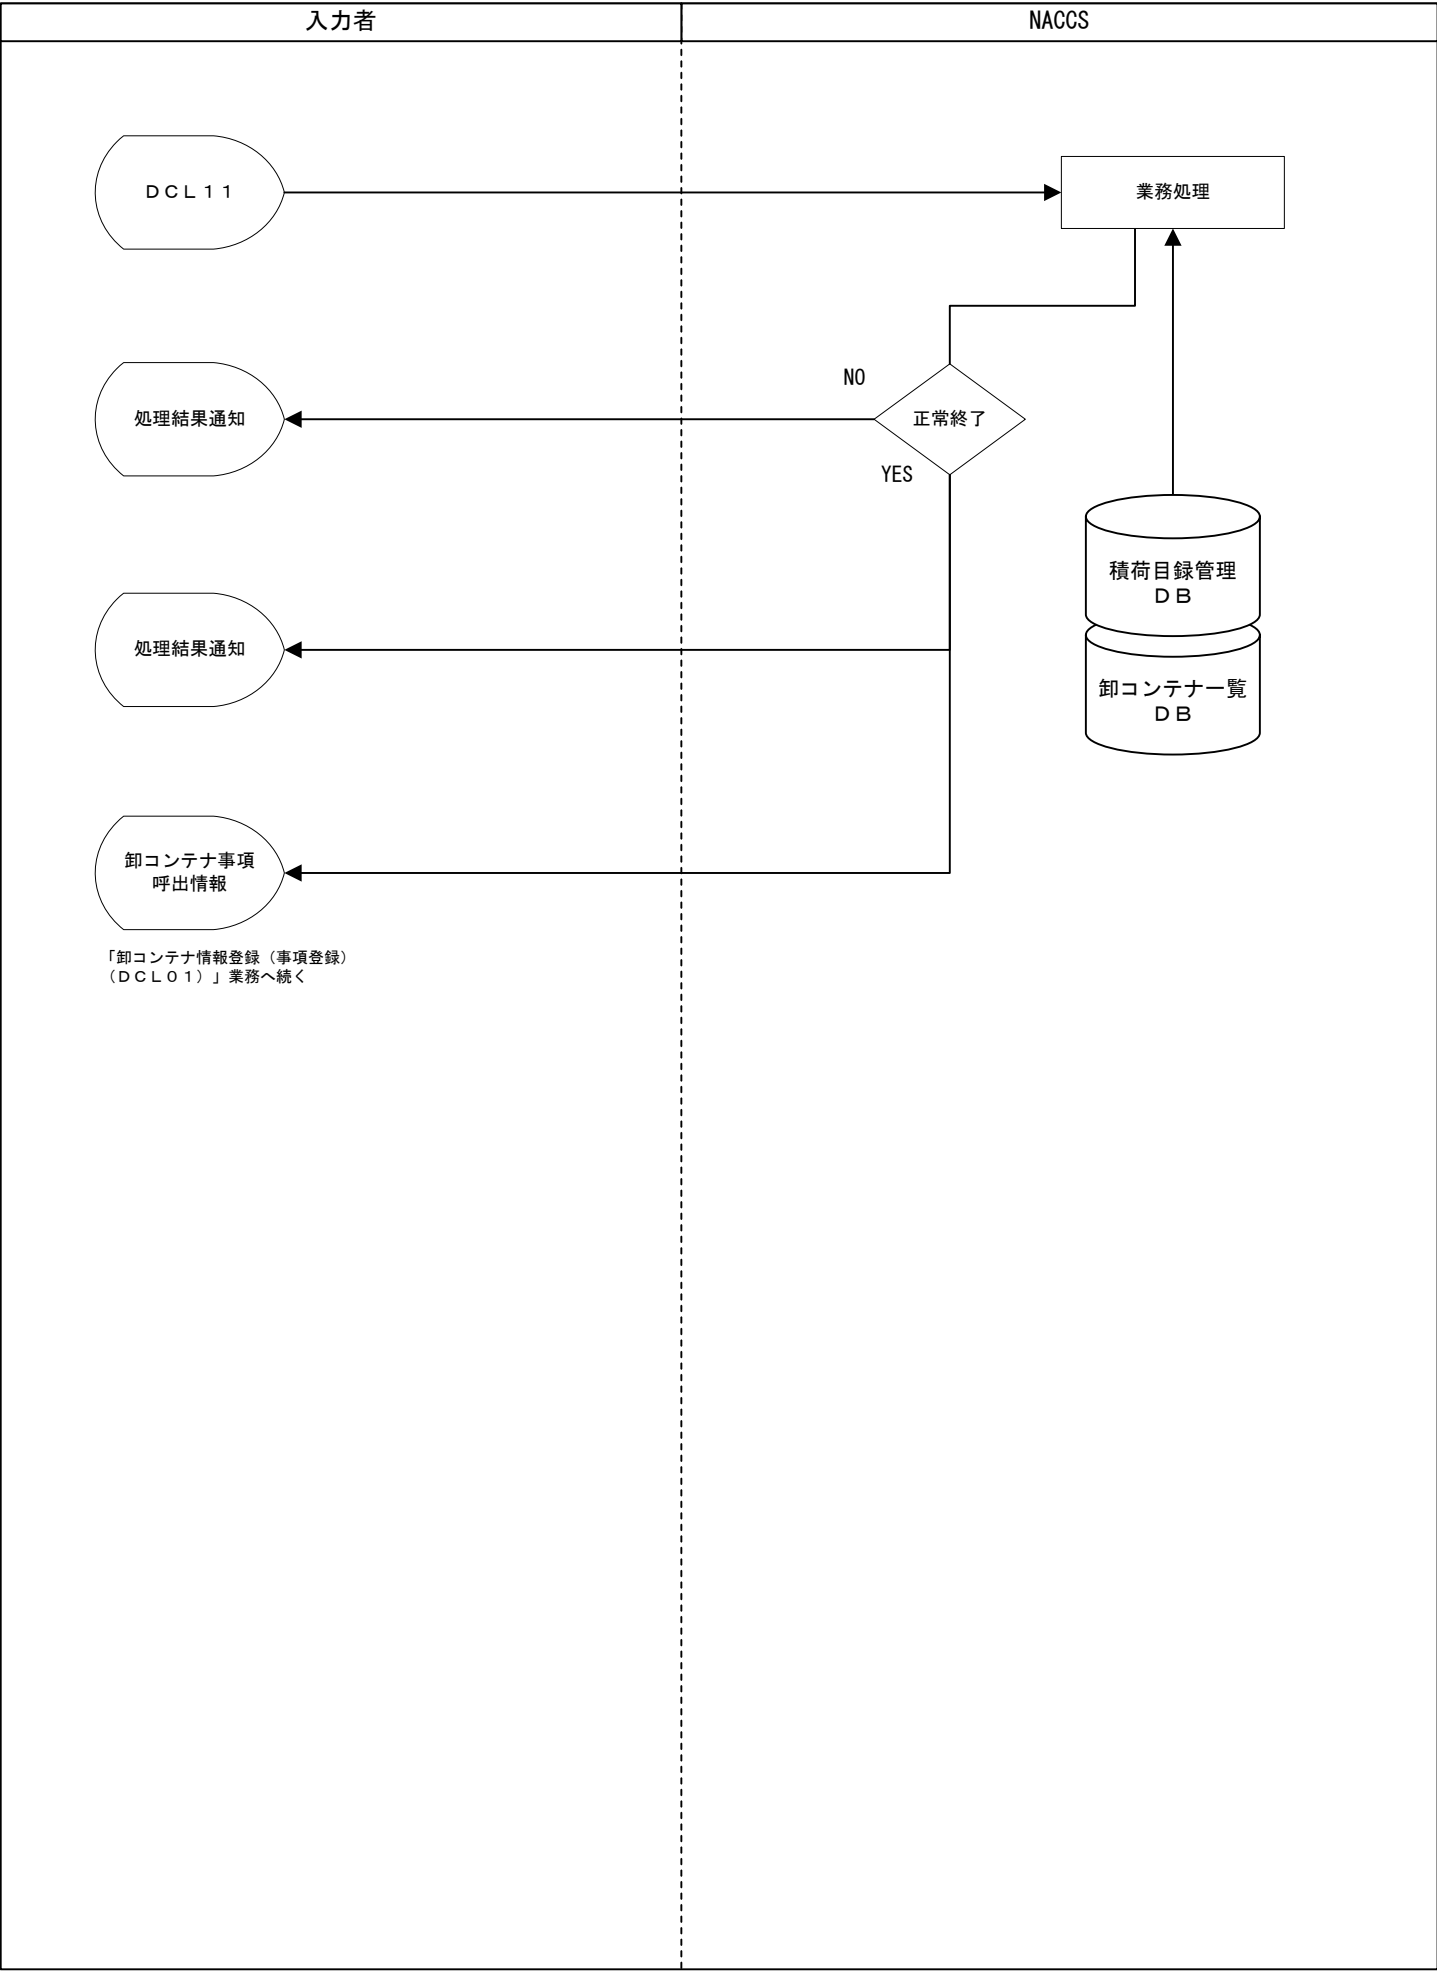 入力者
NACCS
ＤＣＬ１１
業務処理
NO
処理結果通知
正常終了
YES
積荷目録管理
ＤＢ
処理結果通知
卸コンテナ一覧
ＤＢ
卸コンテナ事項
呼出情報
「卸コンテナ情報登録（事項登録）
（ＤＣＬ０１）」業務へ続く